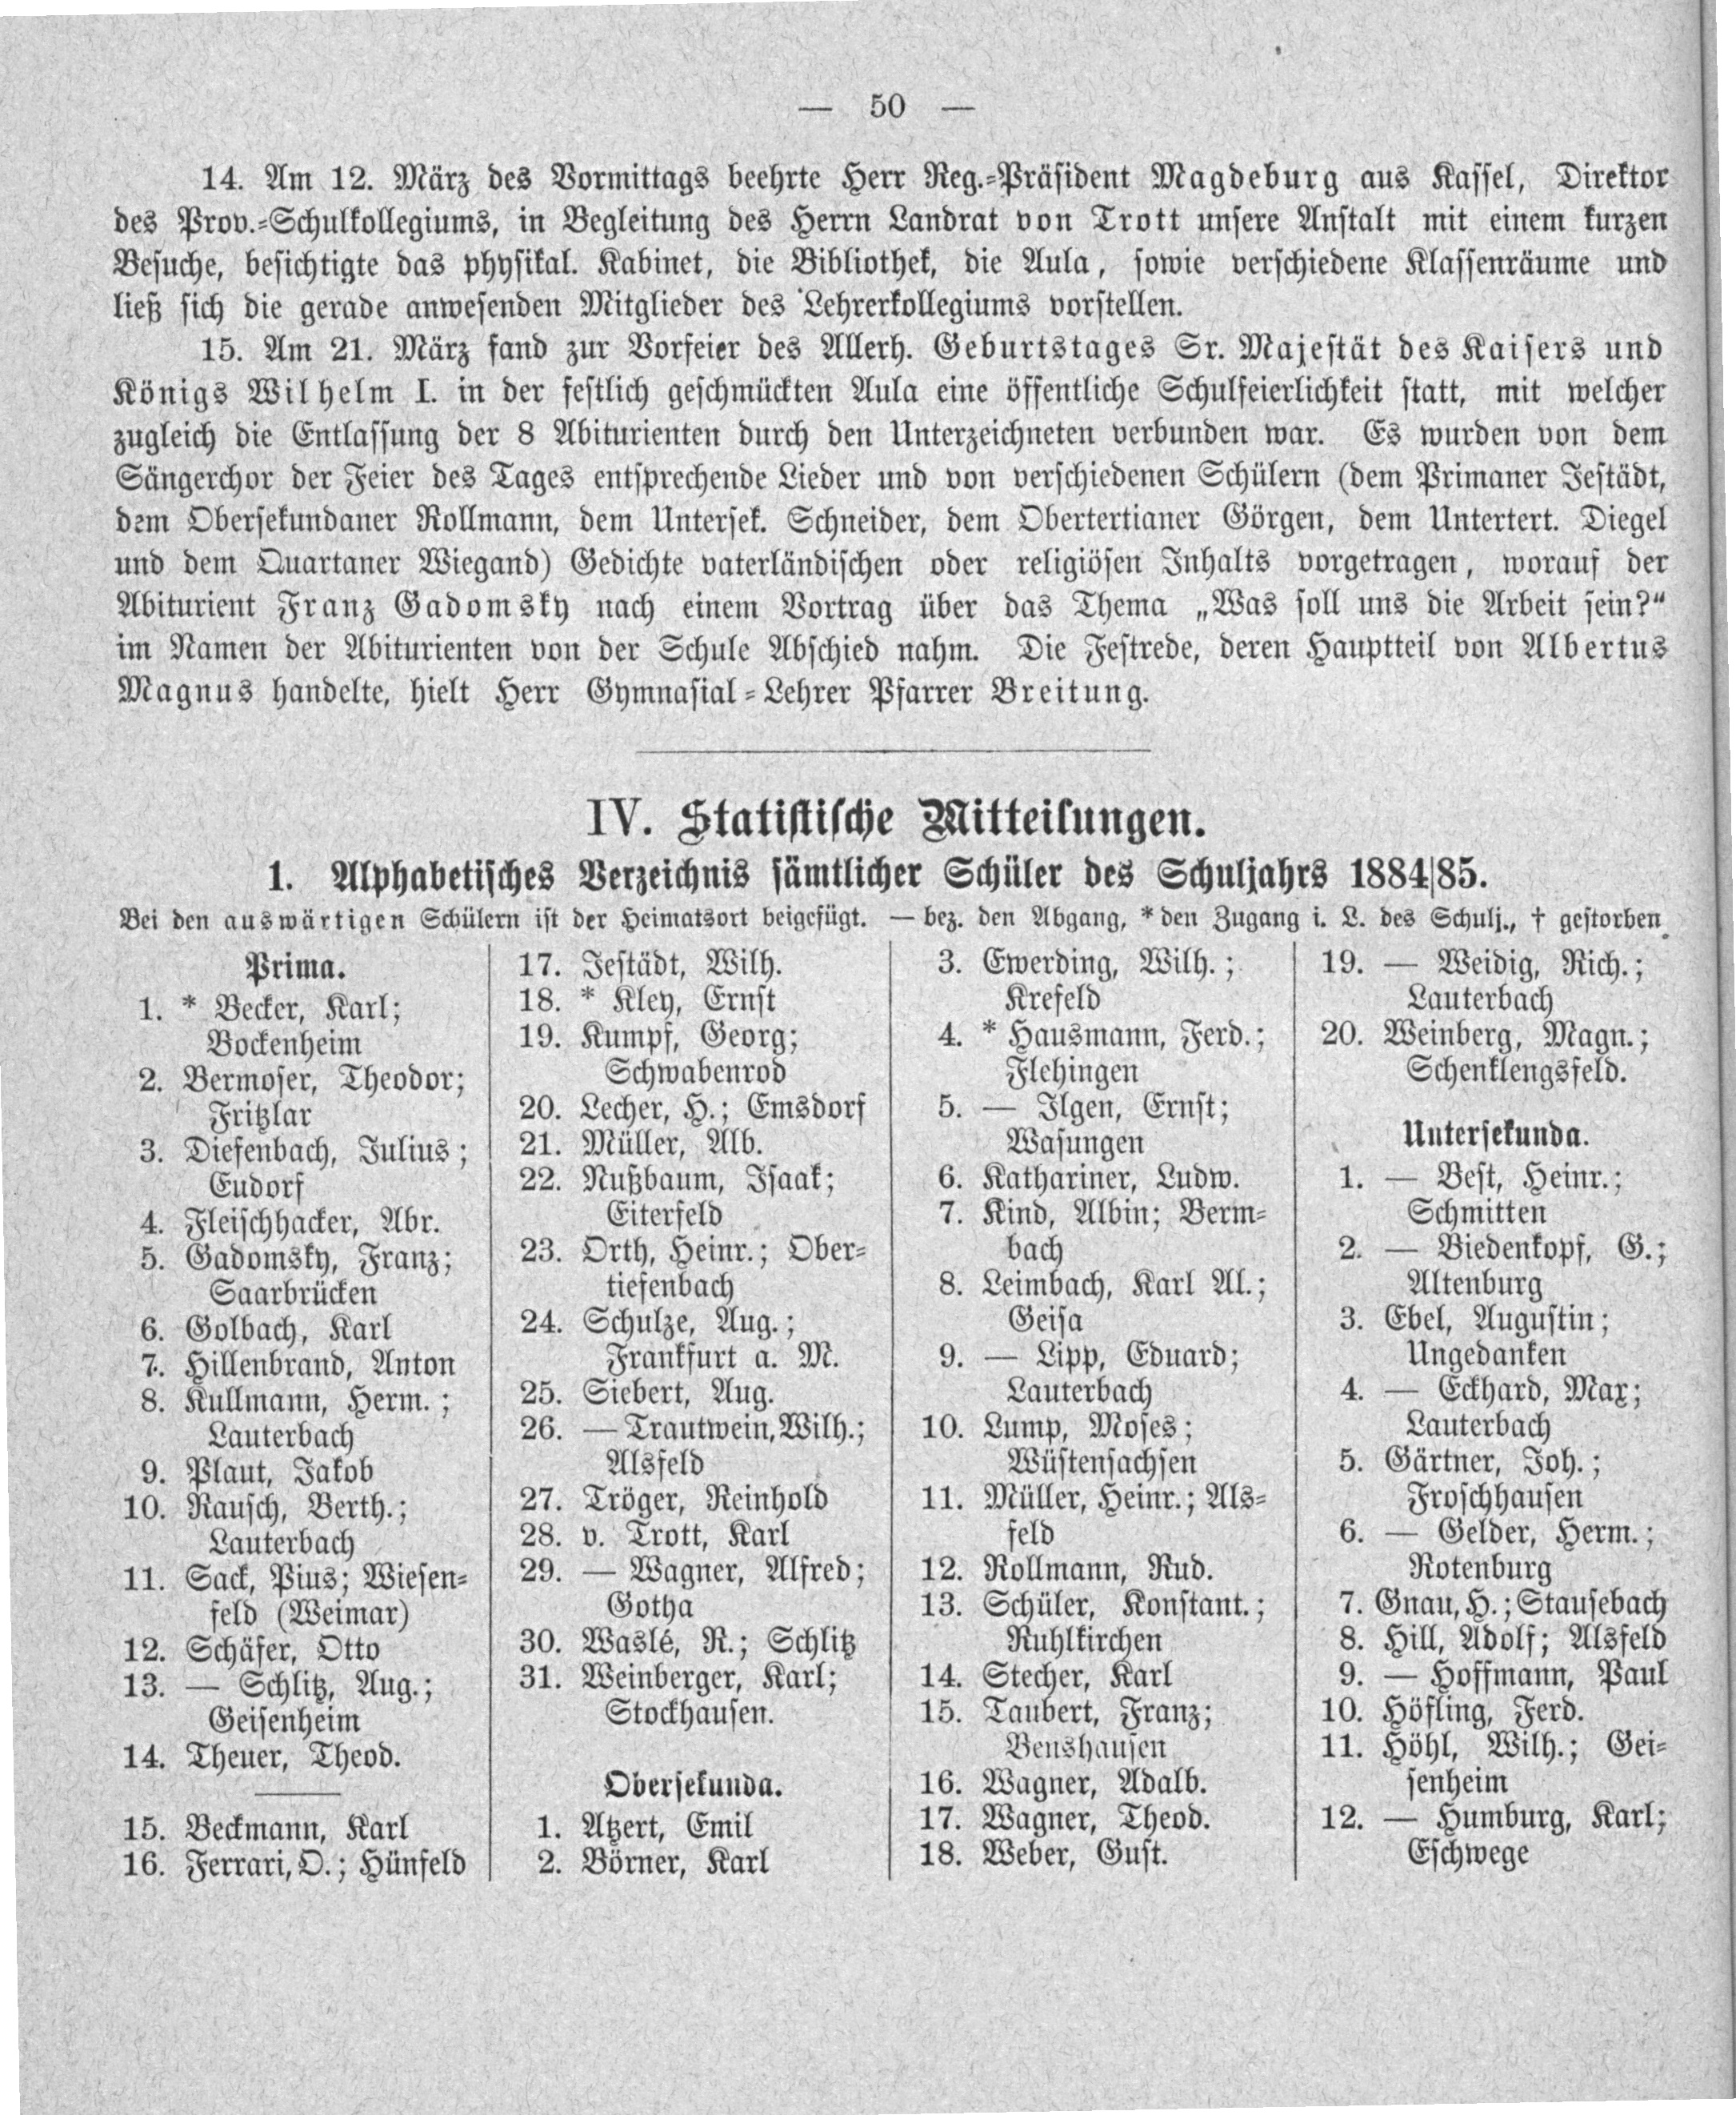 — 50 —
14. Am 12. März des Vormittags beehrte Herr Reg.-Präsident Magdeburg aus Kassel, Direktor
des Prov.-Schulkollegiums, in Begleitung des Herrn Landrat von Trott unsere Anstalt mit einem kurzen
Besuche, besichtigte das physikal. Kabinet, die Bibliothek, die Aula, sowie verschiedene Klassenräume und
ließ sich die gerade anwesenden Mitglieder des Lehrerkollegiums vorstellen.
15. Am 21. März fand zur Vorfeier des Allerh. Geburtstages Sr. Majestät des Kaisers und
Königs Wilhelm I. in der festlich geschmückten Aula eine öffentliche Schulfeierlichkeit statt, mit welcher
zugleich die Entlassung der 8 Abiturienten durch den Unterzeichneten verbunden war. Es wurden von dem
Sängerchor der Feier des Tages entsprechende Lieder und von verschiedenen Schülern (dem Primaner Jestädt,
dem Obersekundaner Rollmann, dem Untersek. Schneider, dem Obertertianer Görgen, dem Untertert. Diegel
und dem Quartaner Wiegand) Gedichte vaterländischen oder religiösen Inhalts vorgetragen, worauf der
Abiturient Franz Gadomsky nach einem Vortrag über das Thema „Was soll uns die Arbeit sein?“
im Namen der Abiturienten von der Schule Abschied nahm. Die Festrede, deren Hauptteil von Albertus
Magnus handelte, hielt Herr Gymnasial-Lehrer Pfarrer Breitung.
IV. Statistische Mitteilungen.
1. Alphabetisches Verzeichnis sämtlicher Schüler des Schuljahrs 1884/85.
Bei den auswärtigen Schülern ist der Heimatsort beigefügt. — bez. den Abgang, * den Zugang i. L. des Schulj., † gestorben.
Prima.
1. * Becker, Karl;
Bockenheim
2. Bermoser, Theodor;
Fritzlar
3. Diefenbach, Julius;
Eudorf
4. Fleischhacker, Abr.
5. Gadomsky, Franz;
Saarbrücken
6. Golbach, Karl
7. Hillenbrand, Anton
8. Kullmann, Herm.;
Lauterbach
9. Plaut, Jakob
10. Rausch, Berth.;
Lauterbach
11. Sack, Pius; Wiesen-
feld (Weimar)
12. Schäfer, Otto
13. — Schlitz, Aug.;
Geisenheim
14. Theuer, Theod.
15. Beckmann, Karl
16. Ferrari, O.; Hünfeld
17. Jestädt, Wilh.
18. * Kley, Ernst
19. Kumpf, Georg;
Schwabenrod
20. Lecher, H.; Emsdorf
21. Müller, Alb.
22. Nußbaum, Isaak;
Eiterfeld
23. Orth, Heinr.; Ober-
tiefenbach
24. Schulze, Aug.;
Frankfurt a. M.
25. Siebert, Aug.
26. — Trautwein, Wilh.;
Alsfeld
27. Tröger, Reinhold
28. v. Trott, Karl
29. — Wagner, Alfred;
Gotha
30. Waslé, R.; Schlitz
31. Weinberger, Karl;
Stockhausen.
Obersekunda.
1. Atzert, Emil
2. Börner, Karl
3. Ewerding, Wilh.;
Krefeld
4. * Hausmann, Ferd.;
Flehingen
5. — Ilgen, Ernst;
Wasungen
6. Kathariner, Ludw.
7. Kind, Albin; Berm-
bach
8. Leimbach, Karl Al.;
Geisa
9. — Lipp, Eduard;
Lauterbach
10. Lump, Moses;
Wüstensachsen
11. Müller, Heinr.; Als-
feld
12. Rollmann, Rud.
13. Schüler, Konstant.;
Ruhlkirchen
14. Stecher, Karl
15. Taubert, Franz;
Benshausen
16. Wagner, Adalb.
17. Wagner, Theod.
18. Weber, Gust.
19. — Weidig, Rich.;
Lauterbach
20. Weinberg, Magn.;
Schenklengsfeld.
Untersekunda.
1. — Best, Heinr.;
Schmitten
2. — Biedenkopf, G.;
Altenburg
3. Ebel, Augustin;
Ungedanken
4. — Eckhard, Max;
Lauterbach
5. Gärtner, Joh.;
Froschhausen
6. — Gelder, Herm.;
Rotenburg
7. Gnau, H.; Stausebach
8. Hill, Adolf; Alsfeld
9. — Hoffmann, Paul
10. Höfling, Ferd.
11. Höhl, Wilh.; Gei-
senheim
12. — Humburg, Karl;
Eschwege